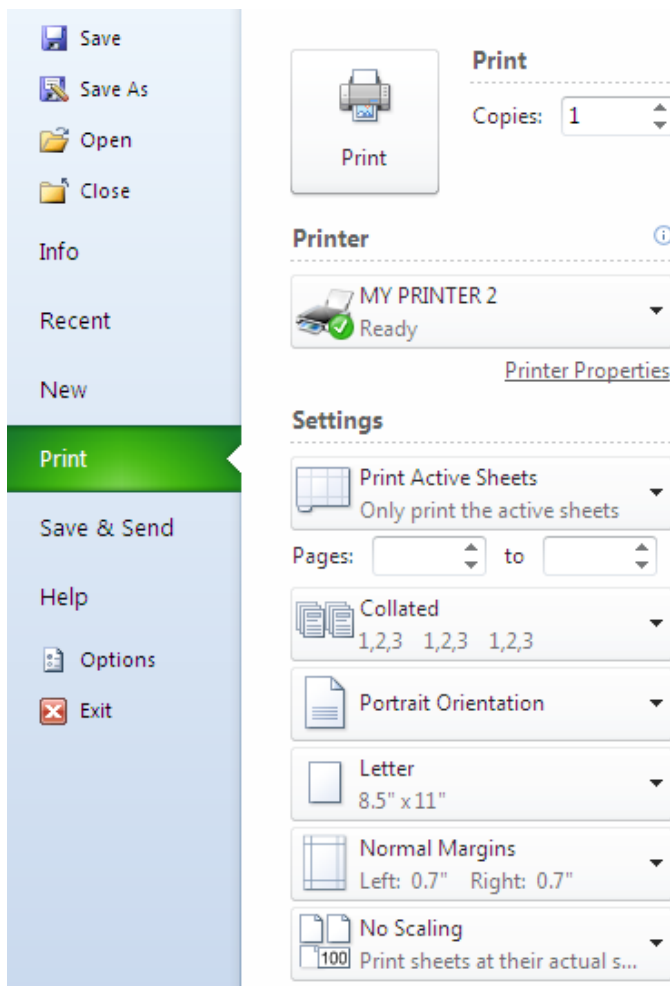 Save
Save As
Open
Close
Info
Recent
New
Print
Save & Send
Help
Options
Exit
Print
Print
Copies: 1
Printer
MY PRINTER 2
Ready
Printer Properties
Settings
Print Active Sheets
Only print the active sheets
Pages: to
Collated
1,2,3 1,2,3 1,2,3
Portrait Orientation
Letter
8.5" x 11"
Normal Margins
Left: 0.7" Right: 0.7"
No Scaling
100
Print sheets at their actual s...